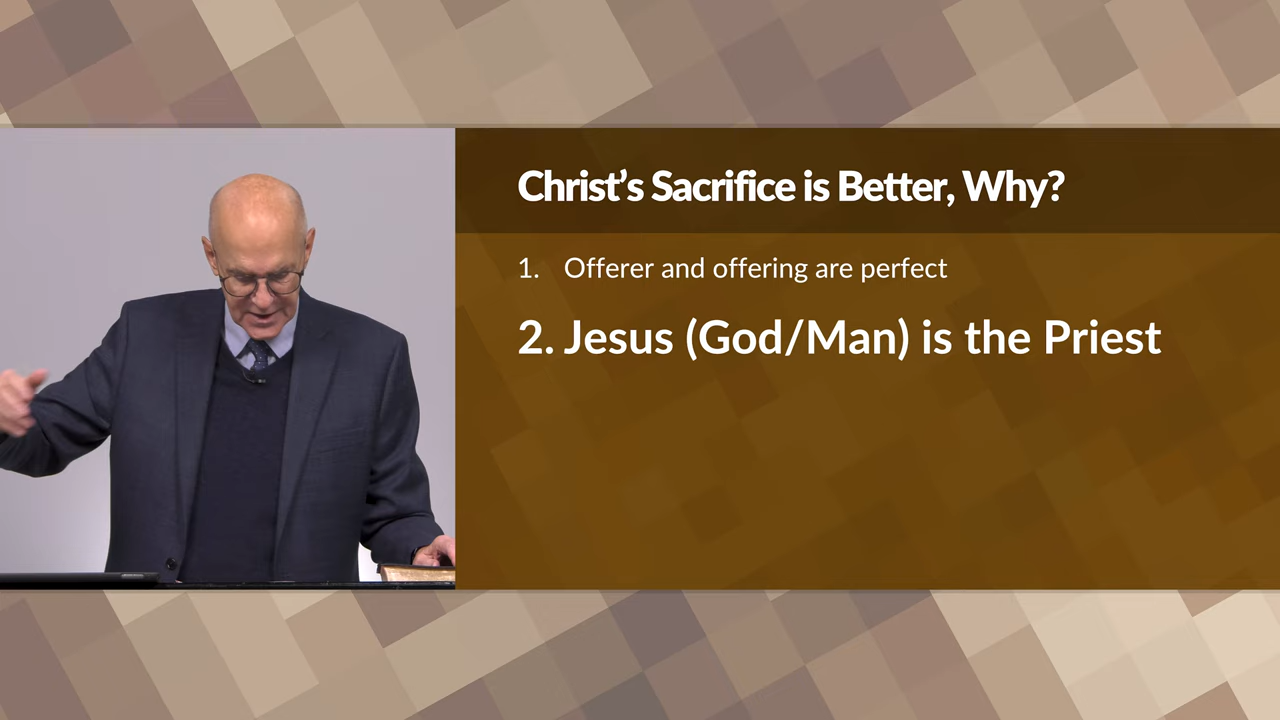 Christ’s Sacrifice is Better, Why?
1. Offerer and offering are perfect
2. Jesus (God/Man) is the Priest